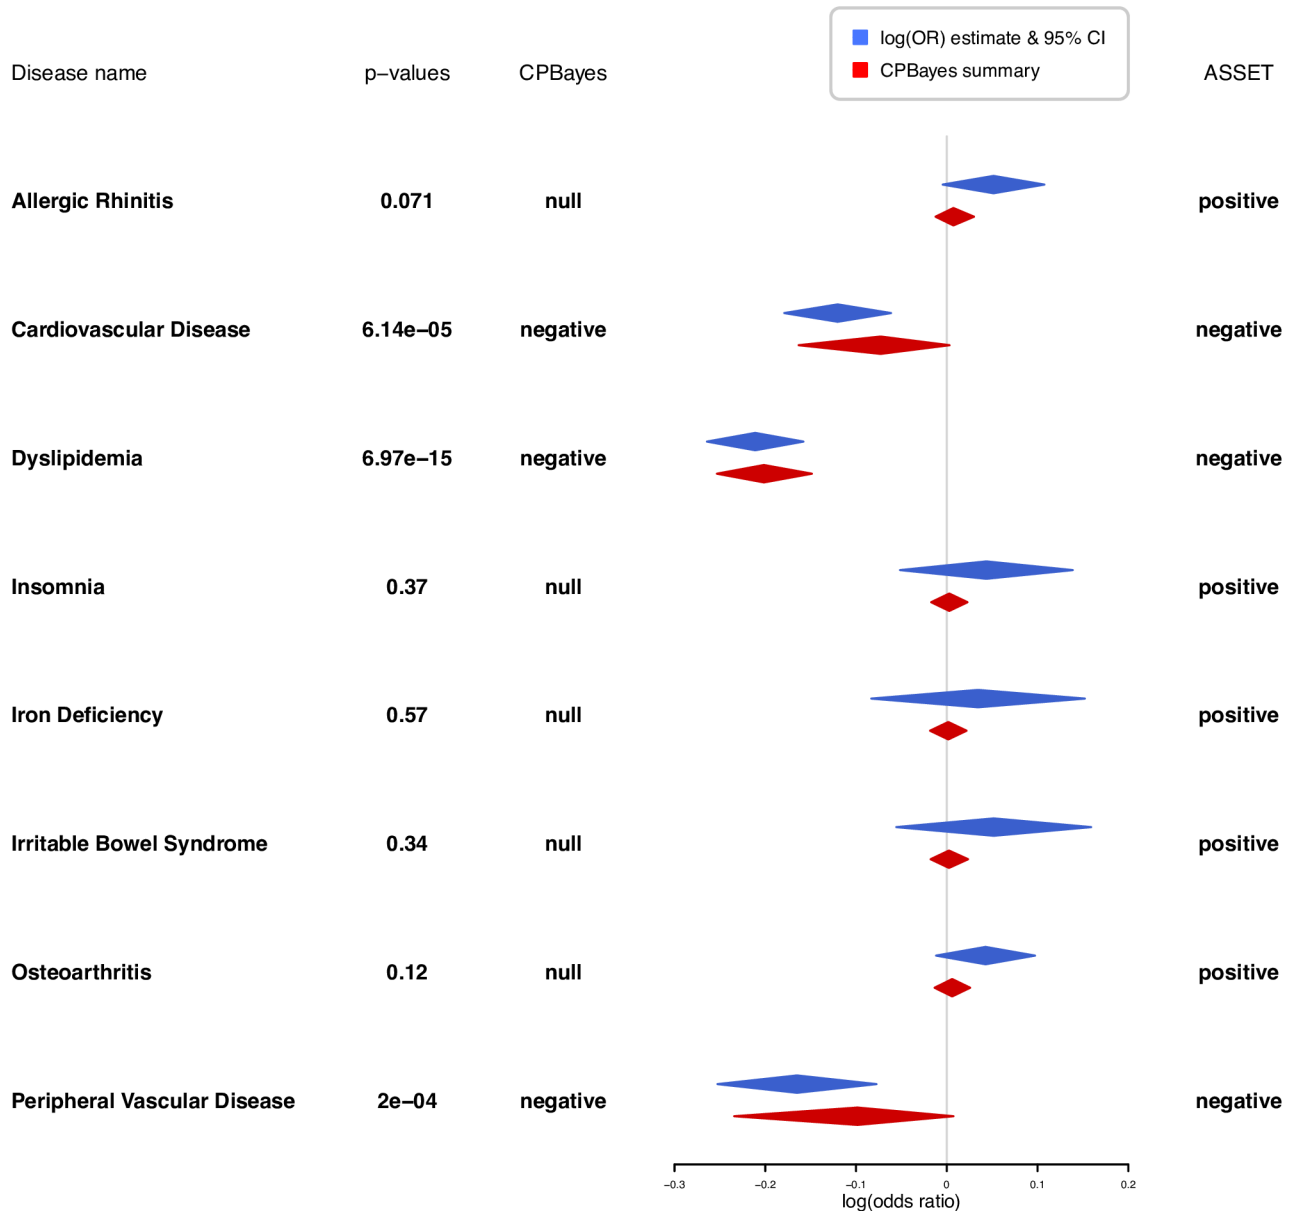 log(OR) estimate & 95% CI
CPBayes summary
Disease name p−values CPBayes ASSET
Allergic Rhinitis 0.071 null positive
Cardiovascular Disease 6.14e−05 negative negative
Dyslipidemia 6.97e−15 negative negative
Insomnia 0.37 null positive
Iron Deficiency 0.57 null positive
Irritable Bowel Syndrome 0.34 null positive
Osteoarthritis 0.12 null positive
Peripheral Vascular Disease 2e−04 negative negative
−0.3 −0.2 −0.1 0 0.1 0.2
log(odds ratio)